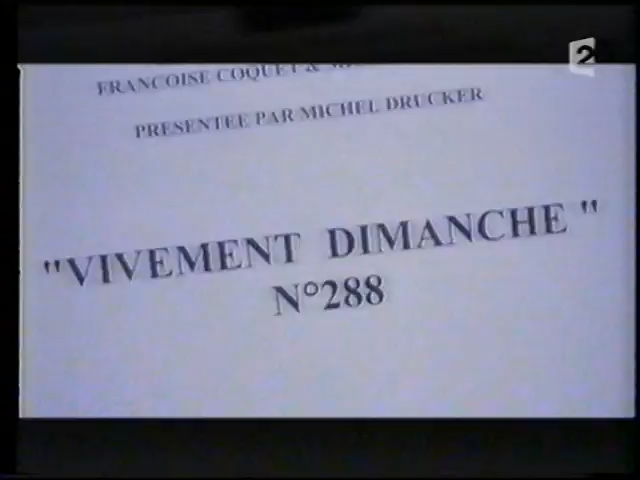 2
FRANCOISE COQUET &
PRESENTEE PAR MICHEL DRUCKER
"VIVEMENT DIMANCHE "
N°288